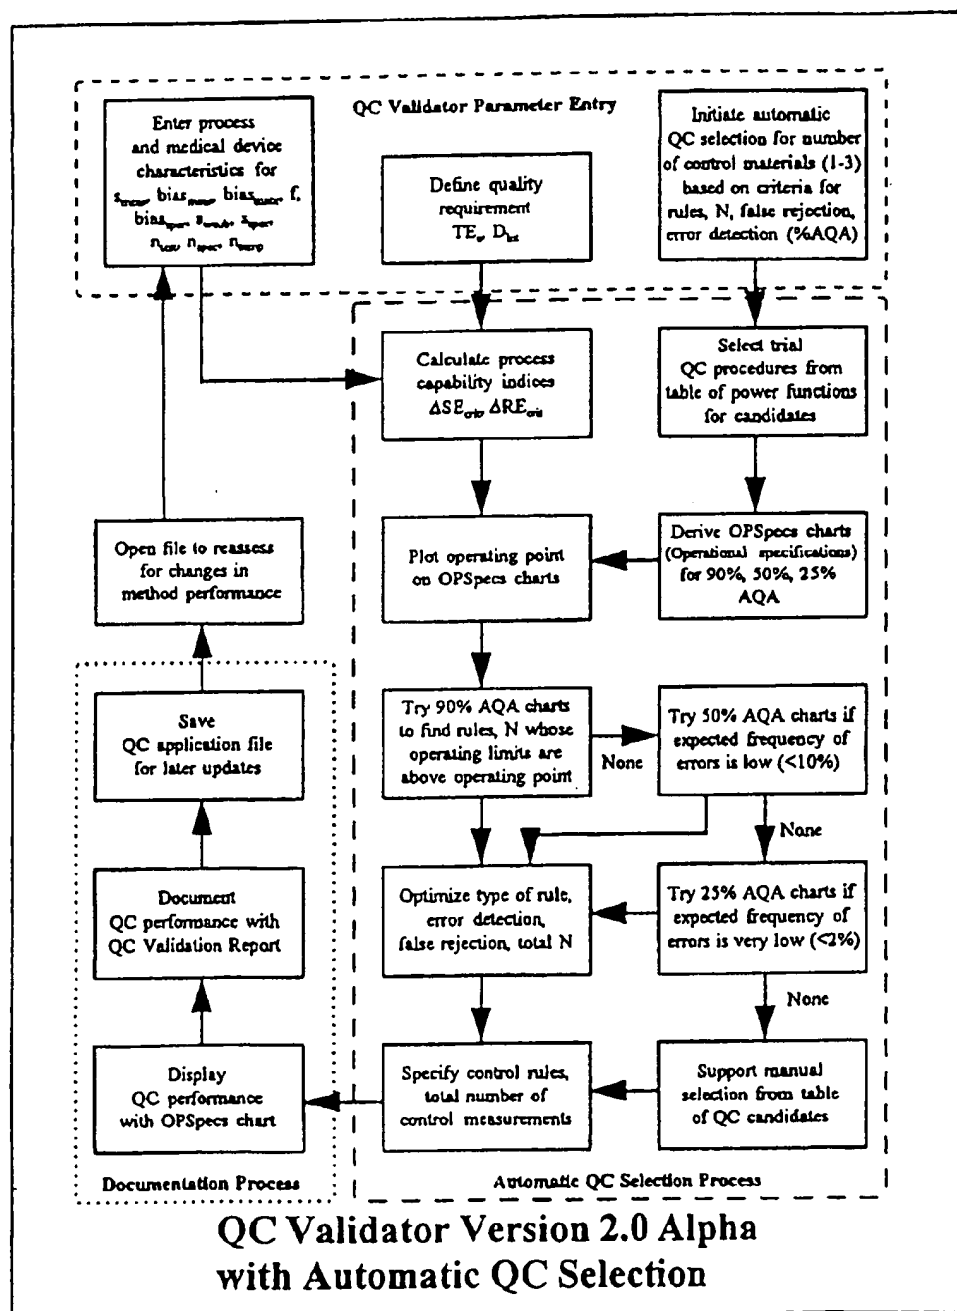 QC Validator Parameter Entry
Enter process
and medical device
characteristics for
bias, bias, f,
bias
n, n, n
Define quality
requirement
TE, D
Initiate automatic
QC selection for number
of control materials (1-3)
based on criteria for
rules, N, false rejection,
error detection (%AQA)
Calculate process
capability indices
ΔSEcrit, ΔREcrit
Select trial
QC procedures from
table of power functions
for candidates
Open file to reassess
for changes in
method performance
Plot operating point
on OPSpecs charts
Derive OPSpecs charts
(Operational specifications)
for 90%, 50%, 25%
AQA
Save
QC application file
for later updates
Try 90% AQA charts
to find rules, N whose
operating limits are
above operating point
None
Try 50% AQA charts if
expected frequency of
errors is low (<10%)
None
Document
QC performance with
QC Validation Report
Optimize type of rule,
error detection,
false rejection, total N
Try 25% AQA charts if
expected frequency of
errors is very low (<2%)
None
Display
QC performance
with OPSpecs chart
Specify control rules,
total number of
control measurements
Support manual
selection from table
of QC candidates
Documentation Process
Automatic QC Selection Process
QC Validator Version 2.0 Alpha
with Automatic QC Selection